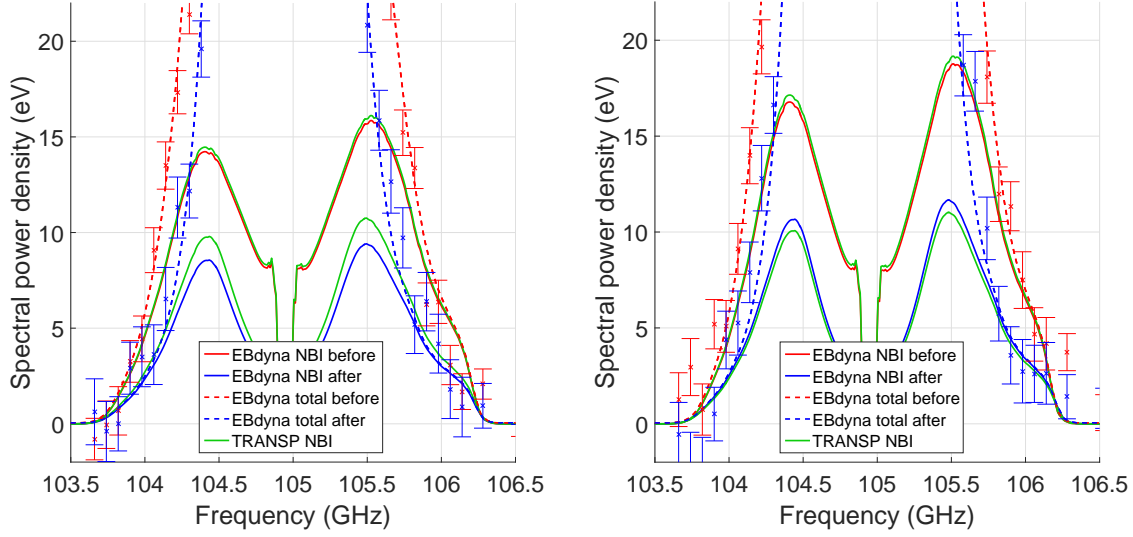 20
15
10
5
0
Spectral power density (eV)
EBdyna NBI before
EBdyna NBI after
EBdyna total before
EBdyna total after
TRANSP NBI
103.5 104 104.5 105 105.5 106 106.5
Frequency (GHz)
20
15
10
5
0
Spectral power density (eV)
EBdyna NBI before
EBdyna NBI after
EBdyna total before
EBdyna total after
TRANSP NBI
103.5 104 104.5 105 105.5 106 106.5
Frequency (GHz)